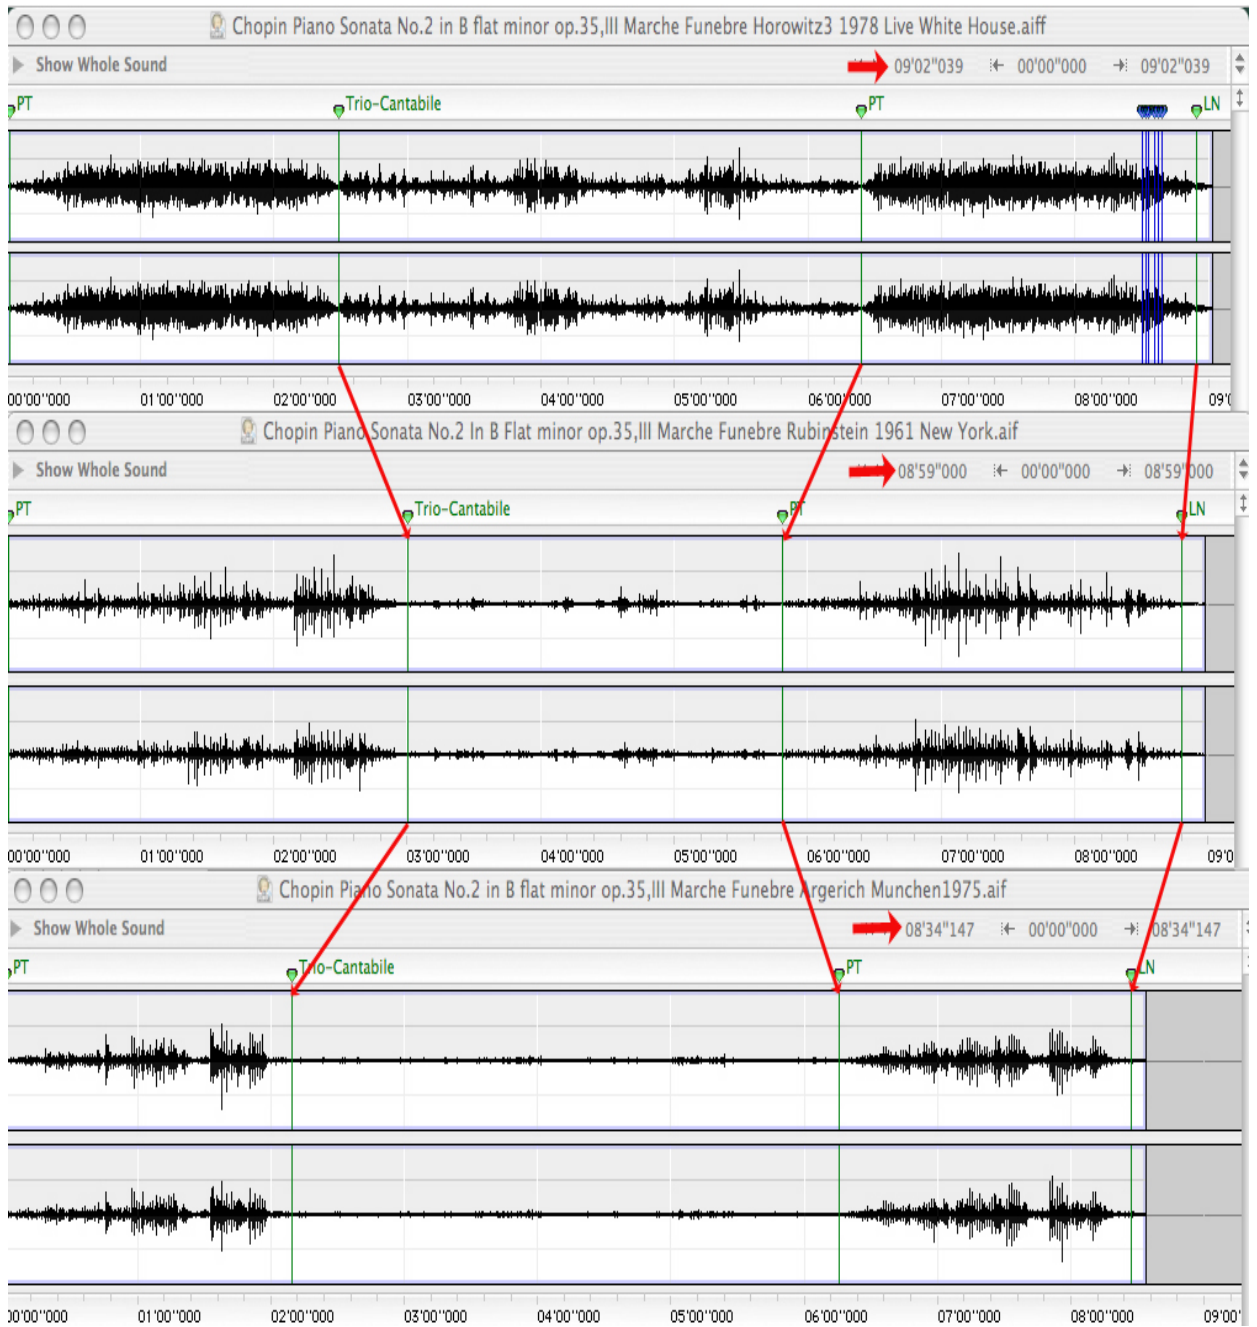 Chopin Piano Sonata No.2 in B flat minor op.35,III Marche Funebre Horowitz3 1978 Live White House.aiff
Show Whole Sound 09'02"039 00'00"000 09'02"039
PT Trio-Cantabile PT LN
00'00"000 01'00"000 02'00"000 03'00"000 04'00"000 05'00"000 06'00"000 07'00"000 08'00"000 09'0
Chopin Piano Sonata No.2 In B Flat minor op.35,III Marche Funebre Rubinstein 1961 New York.aif
Show Whole Sound 08'59"000 00'00"000 08'59"000
PT Trio-Cantabile PT LN
00'00"000 01'00"000 02'00"000 03'00"000 04'00"000 05'00"000 06'00"000 07'00"000 08'00"000 09'0
Chopin Piano Sonata No.2 in B flat minor op.35,III Marche Funebre Argerich Munchen1975.aif
Show Whole Sound 08'34"147 00'00"000 08'34"147
PT Trio-Cantabile PT LN
0'00"000 01'00"000 02'00"000 03'00"000 04'00"000 05'00"000 06'00"000 07'00"000 08'00"000 09'00'